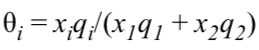 θᵢ = xᵢqᵢ/(x₁q₁ + x₂q₂)